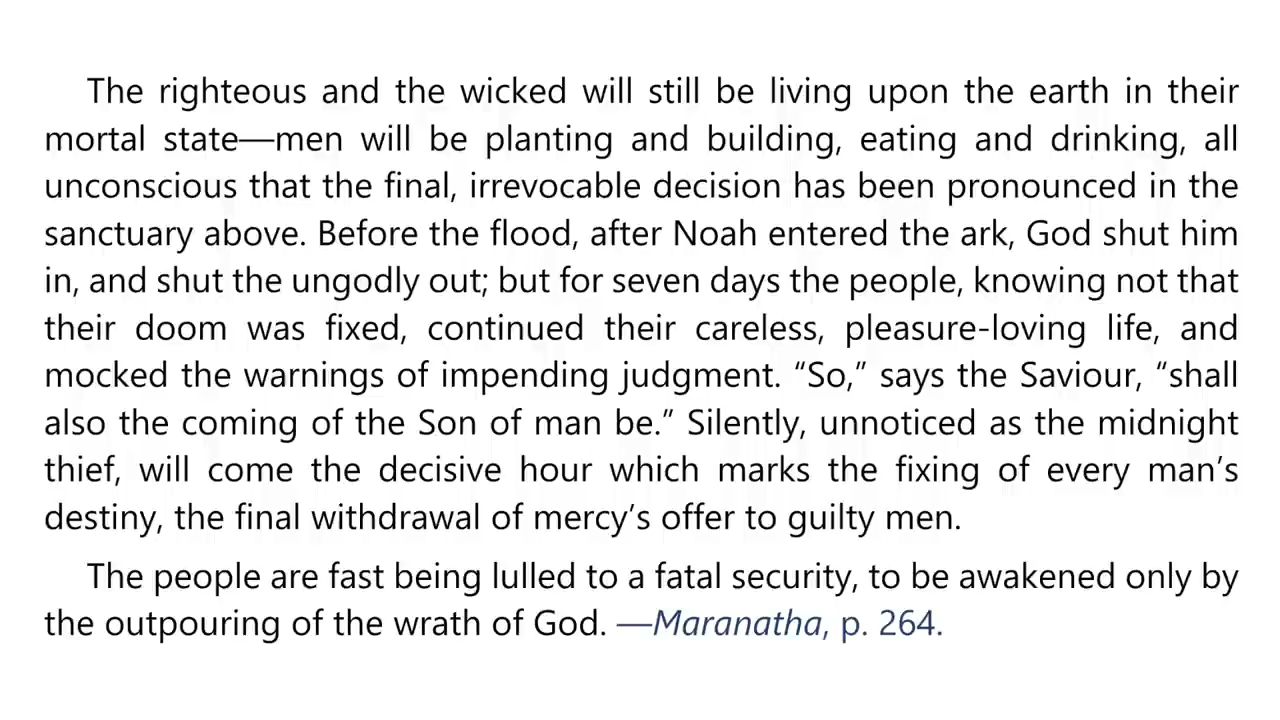 The righteous and the wicked will still be living upon the earth in their
mortal state—men will be planting and building, eating and drinking, all
unconscious that the final, irrevocable decision has been pronounced in the
sanctuary above. Before the flood, after Noah entered the ark, God shut him
in, and shut the ungodly out; but for seven days the people, knowing not that
their doom was fixed, continued their careless, pleasure-loving life, and
mocked the warnings of impending judgment. “So,” says the Saviour, “shall
also the coming of the Son of man be.” Silently, unnoticed as the midnight
thief, will come the decisive hour which marks the fixing of every man’s
destiny, the final withdrawal of mercy’s offer to guilty men.
The people are fast being lulled to a fatal security, to be awakened only by
the outpouring of the wrath of God. —Maranatha, p. 264.